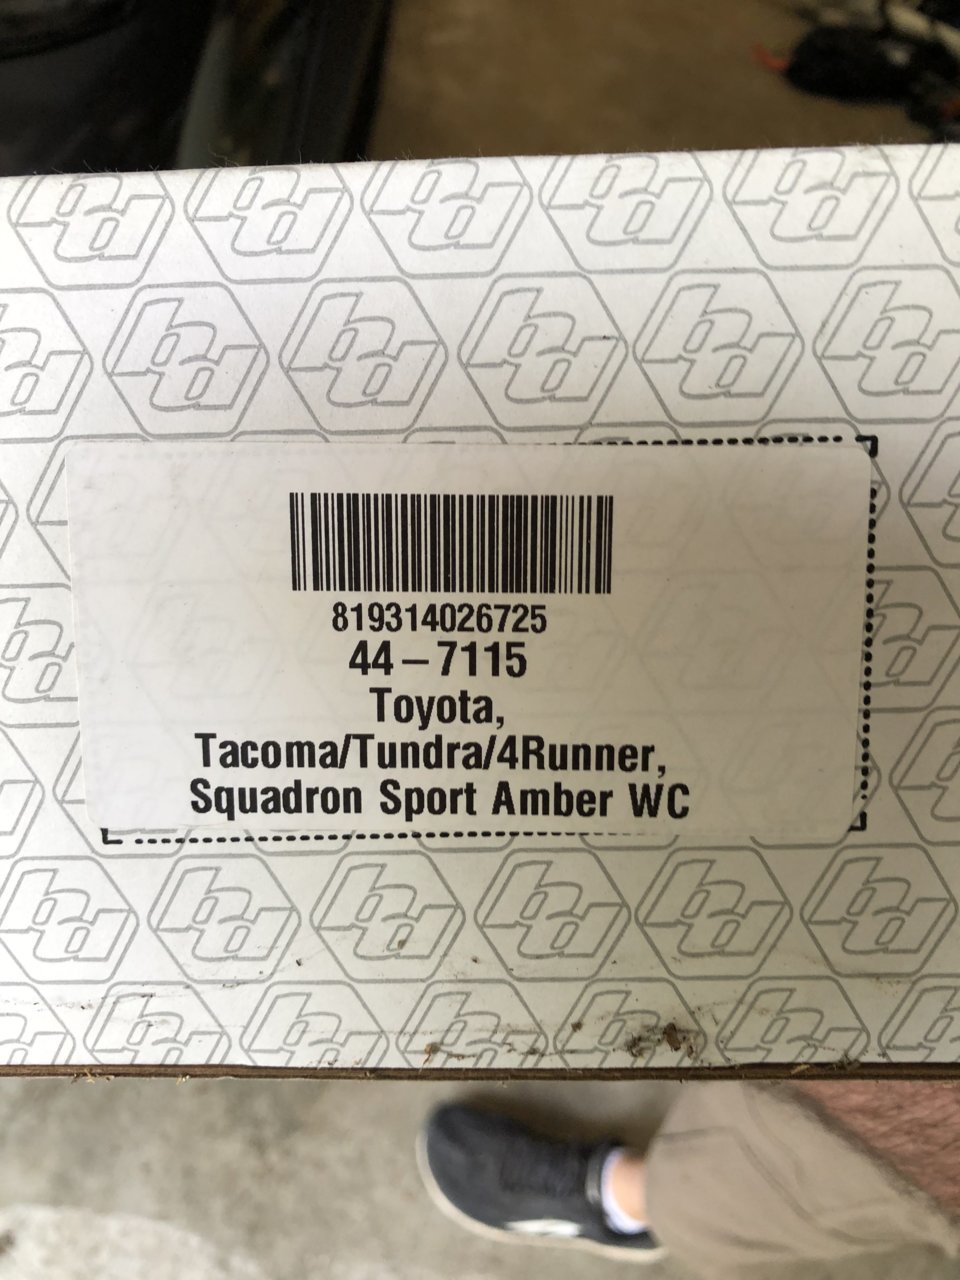 819314026725
44-7115
Toyota,
Tacoma/Tundra/4Runner,
Squadron Sport Amber WC